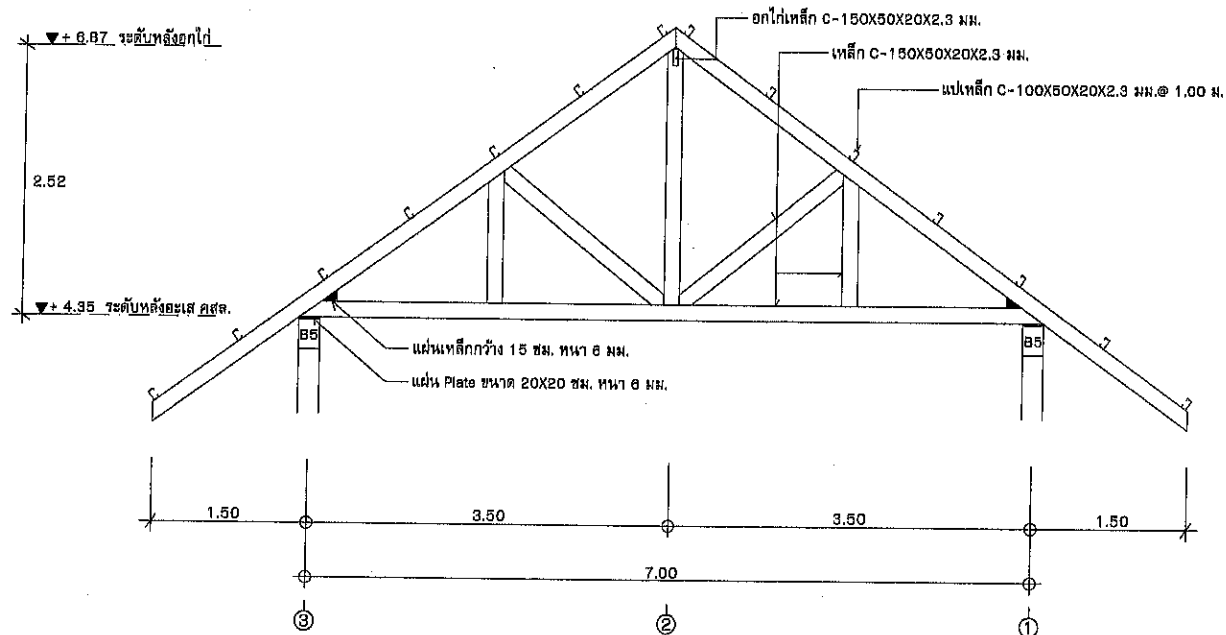 อกไก่เหล็ก C-150X50X20X2.3 มม.
▼+ 6.87 ระดับหลังอกไก่
เหล็ก C-150X50X20X2.3 มม.
แปเหล็ก C-100X50X20X2.3 มม.@ 1.00 ม.
2.52
▼+ 4.35 ระดับหลังอะเส คสล.
B5
B5
แผ่นเหล็กกว้าง 15 ซม. หนา 6 มม.
แผ่น Plate ขนาด 20X20 ซม. หนา 6 มม.
1.50
3.50
3.50
1.50
7.00
3
2
1